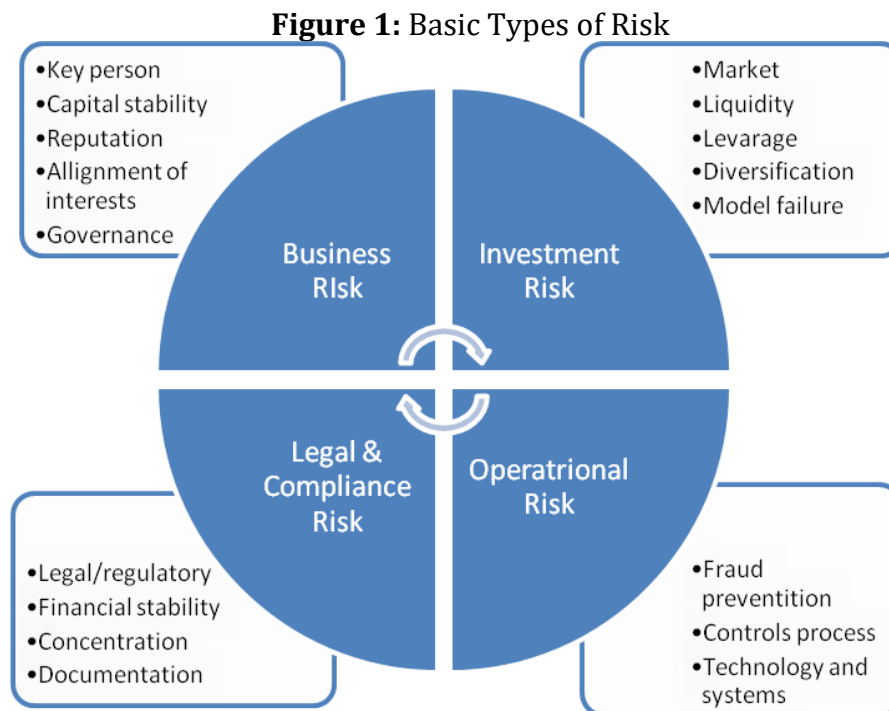 Figure 1: Basic Types of Risk
•Key person
•Capital stability
•Reputation
•Allignment of
interests
•Governance
•Market
•Liquidity
•Levarage
•Diversification
•Model failure
Business
RIsk
Investment
Risk
Legal &
Compliance
Risk
Operatrional
Risk
•Legal/regulatory
•Financial stability
•Concentration
•Documentation
•Fraud
preventition
•Controls process
•Technology and
systems